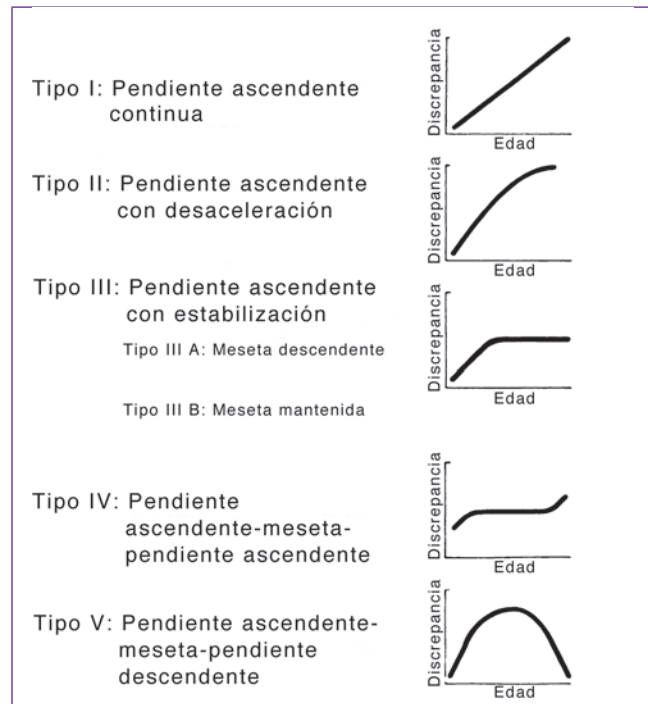 Tipo I: Pendiente ascendente
continua
Discrepancia
Edad
Tipo II: Pendiente ascendente
con desaceleración
Discrepancia
Edad
Tipo III: Pendiente ascendente
con estabilización
Tipo III A: Meseta descendente
Tipo III B: Meseta mantenida
Discrepancia
Edad
Tipo IV: Pendiente
ascendente-meseta-
pendiente ascendente
Discrepancia
Edad
Tipo V: Pendiente ascendente-
meseta-pendiente
descendente
Discrepancia
Edad